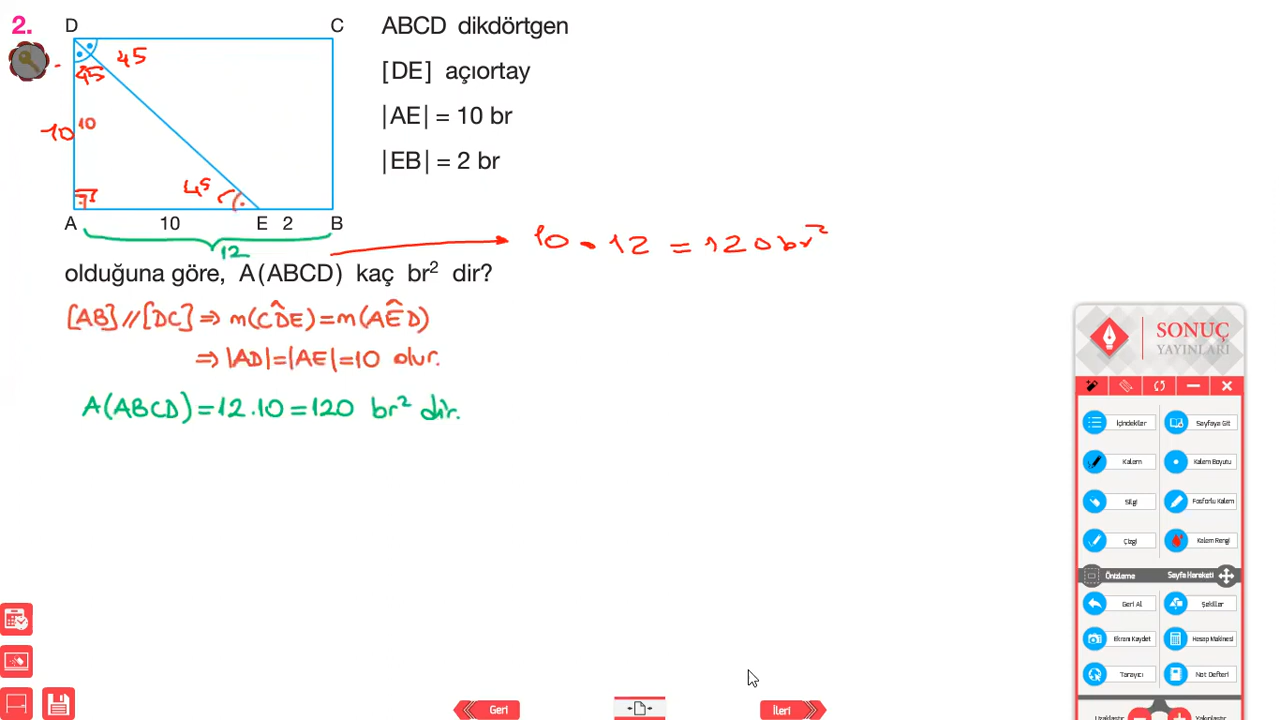 2.
D
C
ABCD dikdörtgen
45
45
[DE] açıortay
10
10
|AE| = 10 br
45
|EB| = 2 br
A
10
E
2
B
12
10 . 12 = 120 br²
olduğuna göre, A(ABCD) kaç br² dir?
[AB] // [DC] ⇒ m(CD̂E) = m(AÊD)
⇒ |AD| = |AE| = 10 olur.
A(ABCD) = 12.10 = 120 br² dir.
SONUÇ
YAYINLARI
İçindekiler
Sayfaya Git
Kalem
Kalem Boyutu
Silgi
Fosforlu Kalem
Çizgi
Kalem Rengi
Önizleme
Sayfa Hareketi
Geri Al
Şekiller
Ekranı Kaydet
Hesap Makinesi
Tarayıcı
Not Defteri
Uzaklaştır
Yakınlaştır
Geri
İleri